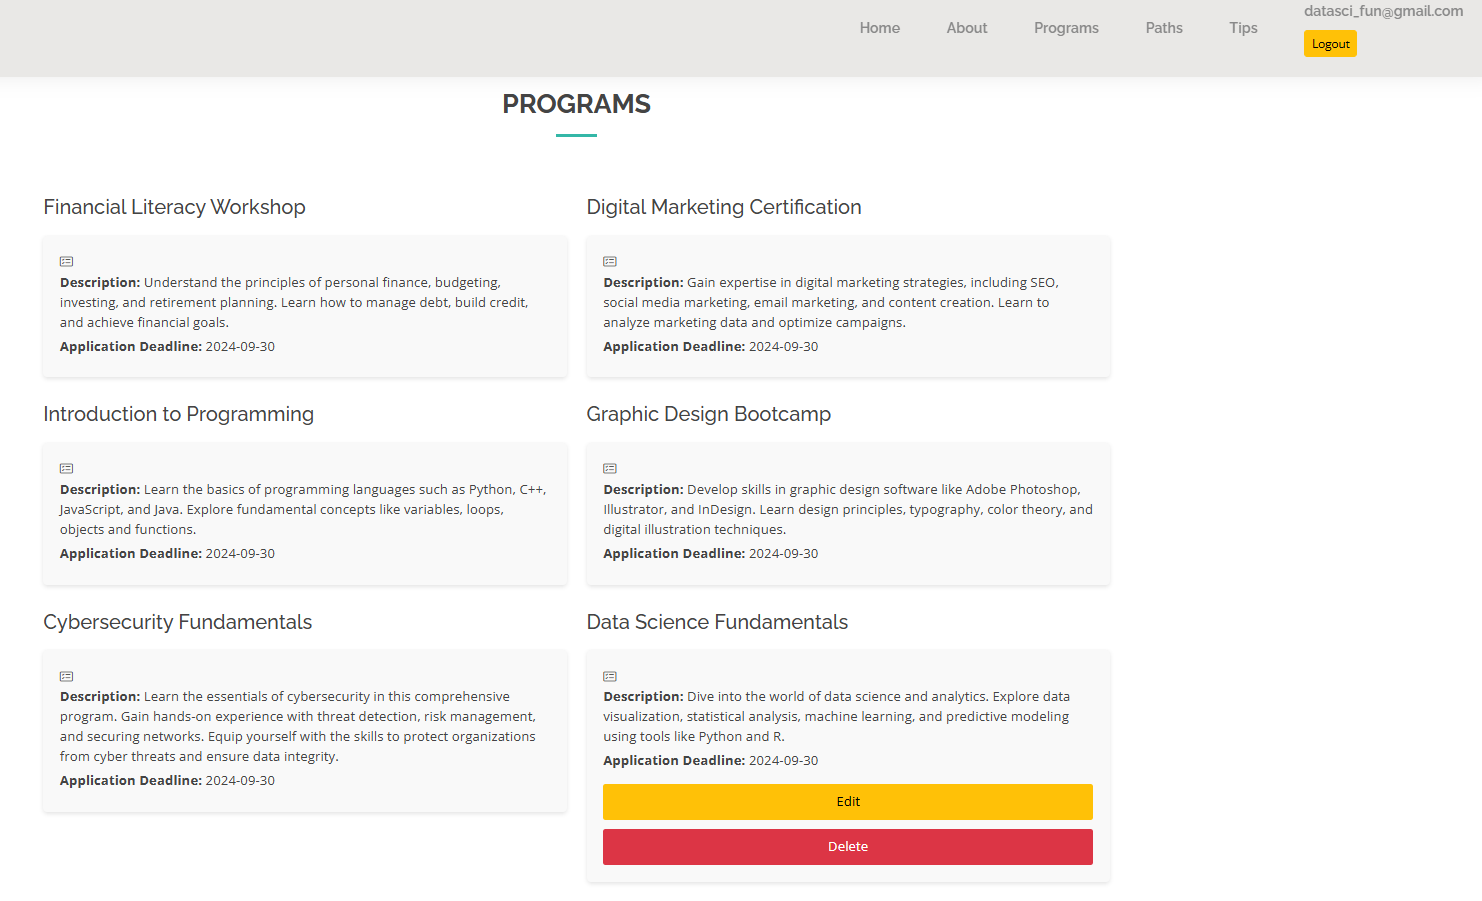 Home About Programs Paths Tips datasci_fun@gmail.com
Logout
PROGRAMS
Financial Literacy Workshop
Description: Understand the principles of personal finance, budgeting,
investing, and retirement planning. Learn how to manage debt, build credit,
and achieve financial goals.
Application Deadline: 2024-09-30
Digital Marketing Certification
Description: Gain expertise in digital marketing strategies, including SEO,
social media marketing, email marketing, and content creation. Learn to
analyze marketing data and optimize campaigns.
Application Deadline: 2024-09-30
Introduction to Programming
Description: Learn the basics of programming languages such as Python, C++,
JavaScript, and Java. Explore fundamental concepts like variables, loops,
objects and functions.
Application Deadline: 2024-09-30
Graphic Design Bootcamp
Description: Develop skills in graphic design software like Adobe Photoshop,
Illustrator, and InDesign. Learn design principles, typography, color theory, and
digital illustration techniques.
Application Deadline: 2024-09-30
Cybersecurity Fundamentals
Description: Learn the essentials of cybersecurity in this comprehensive
program. Gain hands-on experience with threat detection, risk management,
and securing networks. Equip yourself with the skills to protect organizations
from cyber threats and ensure data integrity.
Application Deadline: 2024-09-30
Data Science Fundamentals
Description: Dive into the world of data science and analytics. Explore data
visualization, statistical analysis, machine learning, and predictive modeling
using tools like Python and R.
Application Deadline: 2024-09-30
Edit
Delete